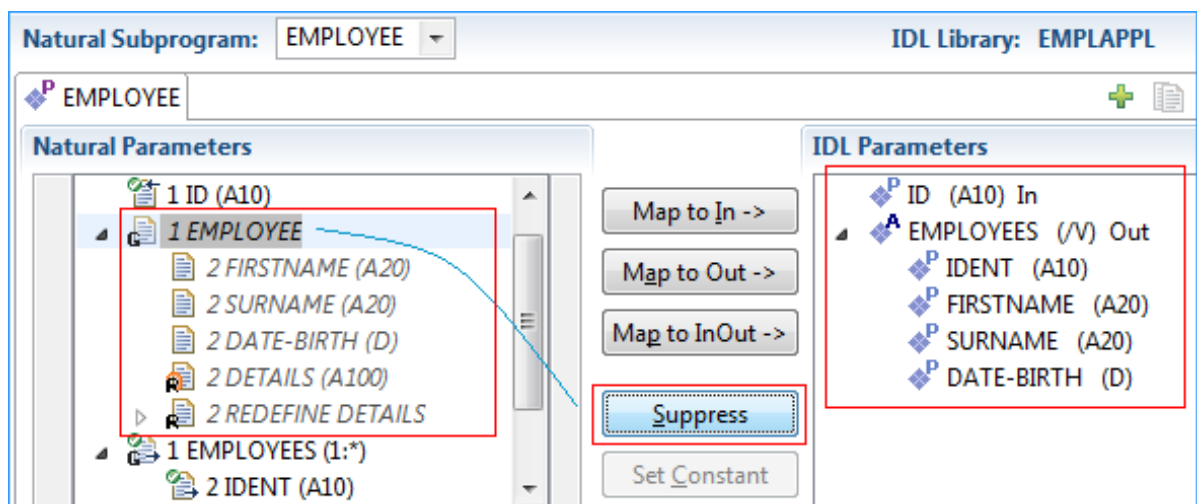 Natural Subprogram: EMPLOYEE IDL Library: EMPLAPPL
EMPLOYEE
Natural Parameters
1 ID (A10)
1 EMPLOYEE
2 FIRSTNAME (A20)
2 SURNAME (A20)
2 DATE-BIRTH (D)
2 DETAILS (A100)
2 REDEFINE DETAILS
1 EMPLOYEES (1:*)
2 IDENT (A10)
Map to In ->
Map to Out ->
Map to InOut ->
Suppress
Set Constant
IDL Parameters
ID (A10) In
EMPLOYEES (/V) Out
IDENT (A10)
FIRSTNAME (A20)
SURNAME (A20)
DATE-BIRTH (D)